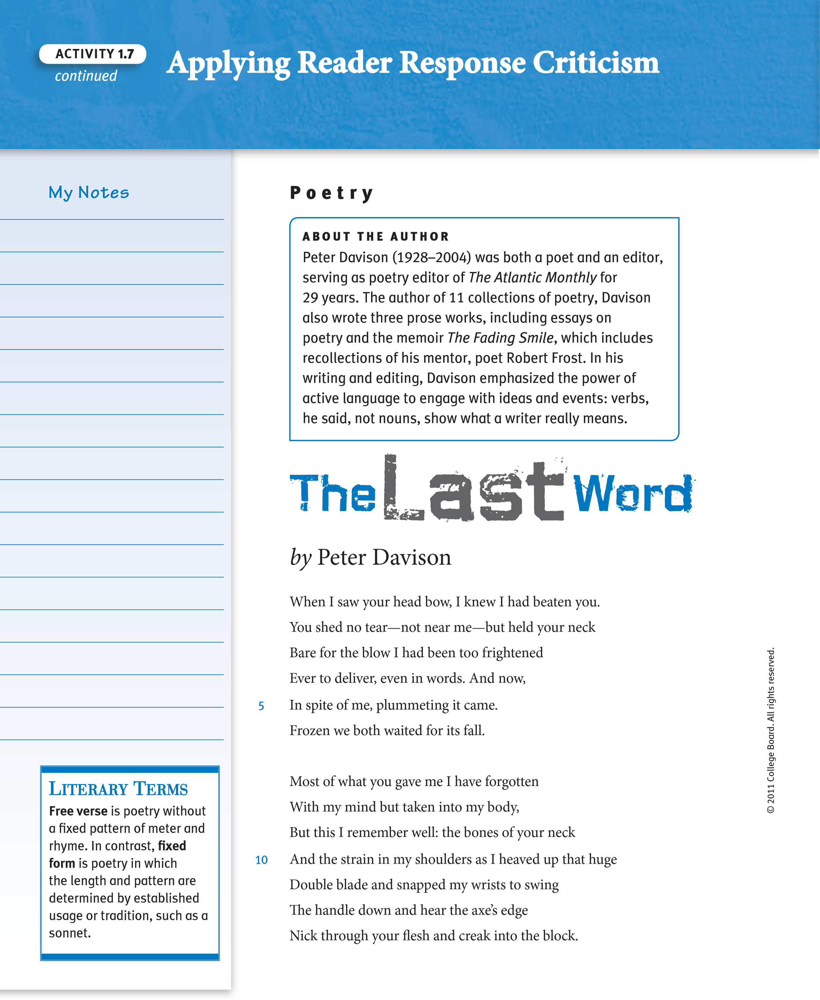 ACTIVITY 1.7
continued
Applying Reader Response Criticism
My Notes
Poetry
ABOUT THE AUTHOR
Peter Davison (1928–2004) was both a poet and an editor,
serving as poetry editor of The Atlantic Monthly for
29 years. The author of 11 collections of poetry, Davison
also wrote three prose works, including essays on
poetry and the memoir The Fading Smile, which includes
recollections of his mentor, poet Robert Frost. In his
writing and editing, Davison emphasized the power of
active language to engage with ideas and events: verbs,
he said, not nouns, show what a writer really means.
The Last Word
by Peter Davison
When I saw your head bow, I knew I had beaten you.
You shed no tear—not near me—but held your neck
Bare for the blow I had been too frightened
Ever to deliver, even in words. And now,
5 In spite of me, plummeting it came.
Frozen we both waited for its fall.
Most of what you gave me I have forgotten
With my mind but taken into my body,
But this I remember well: the bones of your neck
10 And the strain in my shoulders as I heaved up that huge
Double blade and snapped my wrists to swing
The handle down and hear the axe’s edge
Nick through your flesh and creak into the block.
LITERARY TERMS
Free verse is poetry without
a fixed pattern of meter and
rhyme. In contrast, fixed
form is poetry in which
the length and pattern are
determined by established
usage or tradition, such as a
sonnet.
© 2011 College Board. All rights reserved.